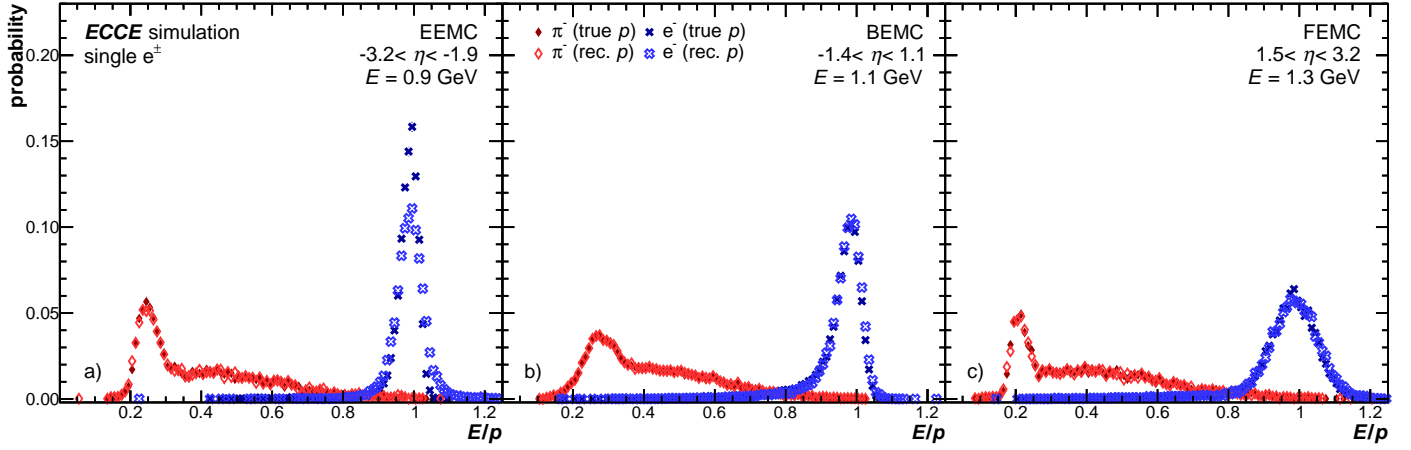 ECCE simulation
single e±
EEMC
-3.2< η< -1.9
E = 0.9 GeV
π- (true p) e- (true p)
π- (rec. p) e- (rec. p)
BEMC
-1.4< η< 1.1
E = 1.1 GeV
FEMC
1.5< η< 3.2
E = 1.3 GeV
probability
0.20
0.15
0.10
0.05
0.00
a)
b)
c)
0.2 0.4 0.6 0.8 1 1.2
0.2 0.4 0.6 0.8 1 1.2
0.2 0.4 0.6 0.8 1 1.2
E/p
E/p
E/p